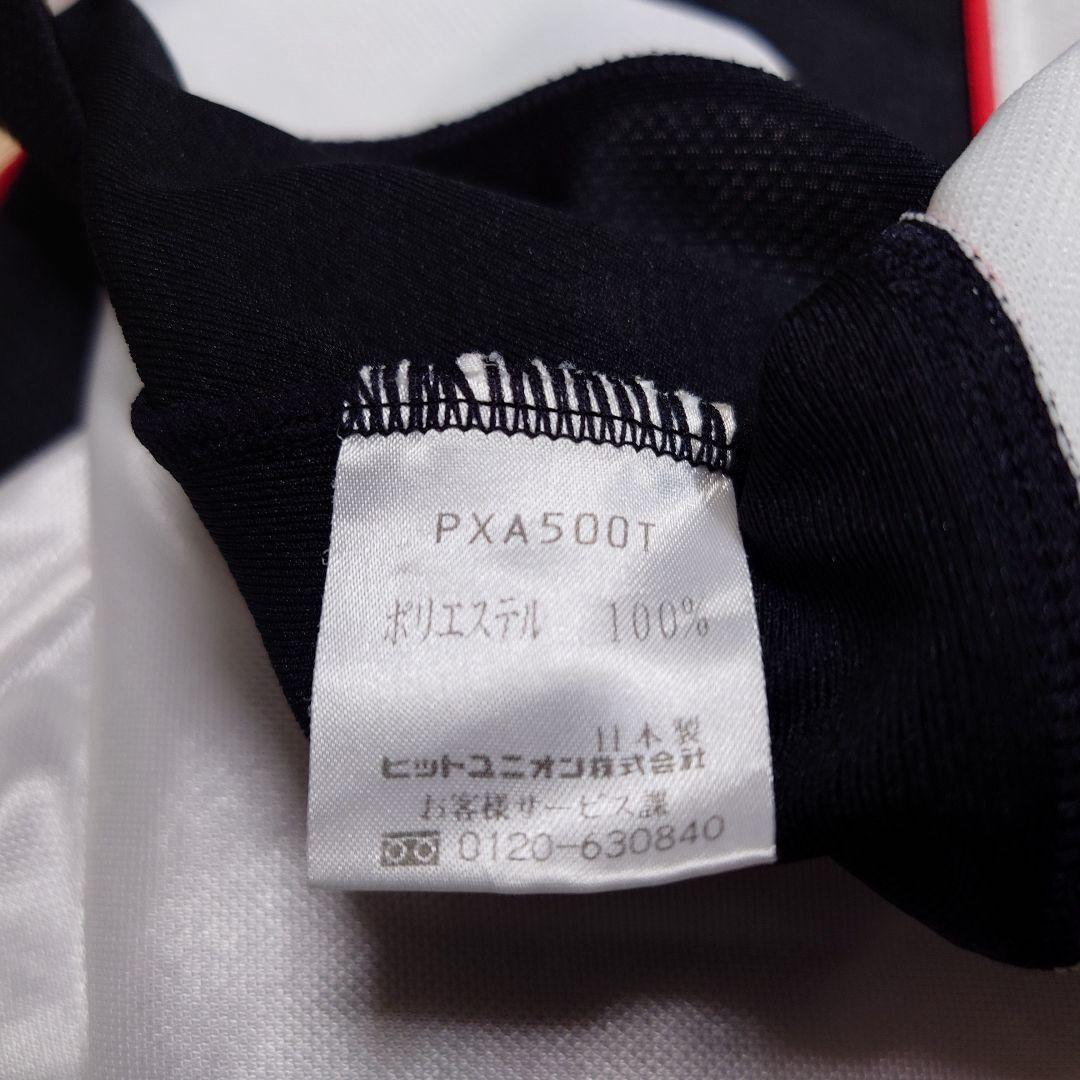 PXA500T
ポリエステル 100%
日本製
ヒットユニオン株式会社
お客様サービス課
0120-630840